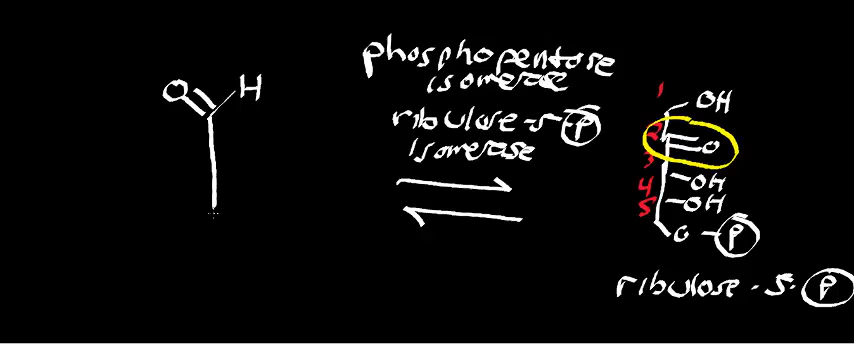 phosphopentose
isomerase
ribulose-5-P
isomerase
O H
1 OH
2 O
3
4 OH
5 OH
O-P
ribulose-5-P